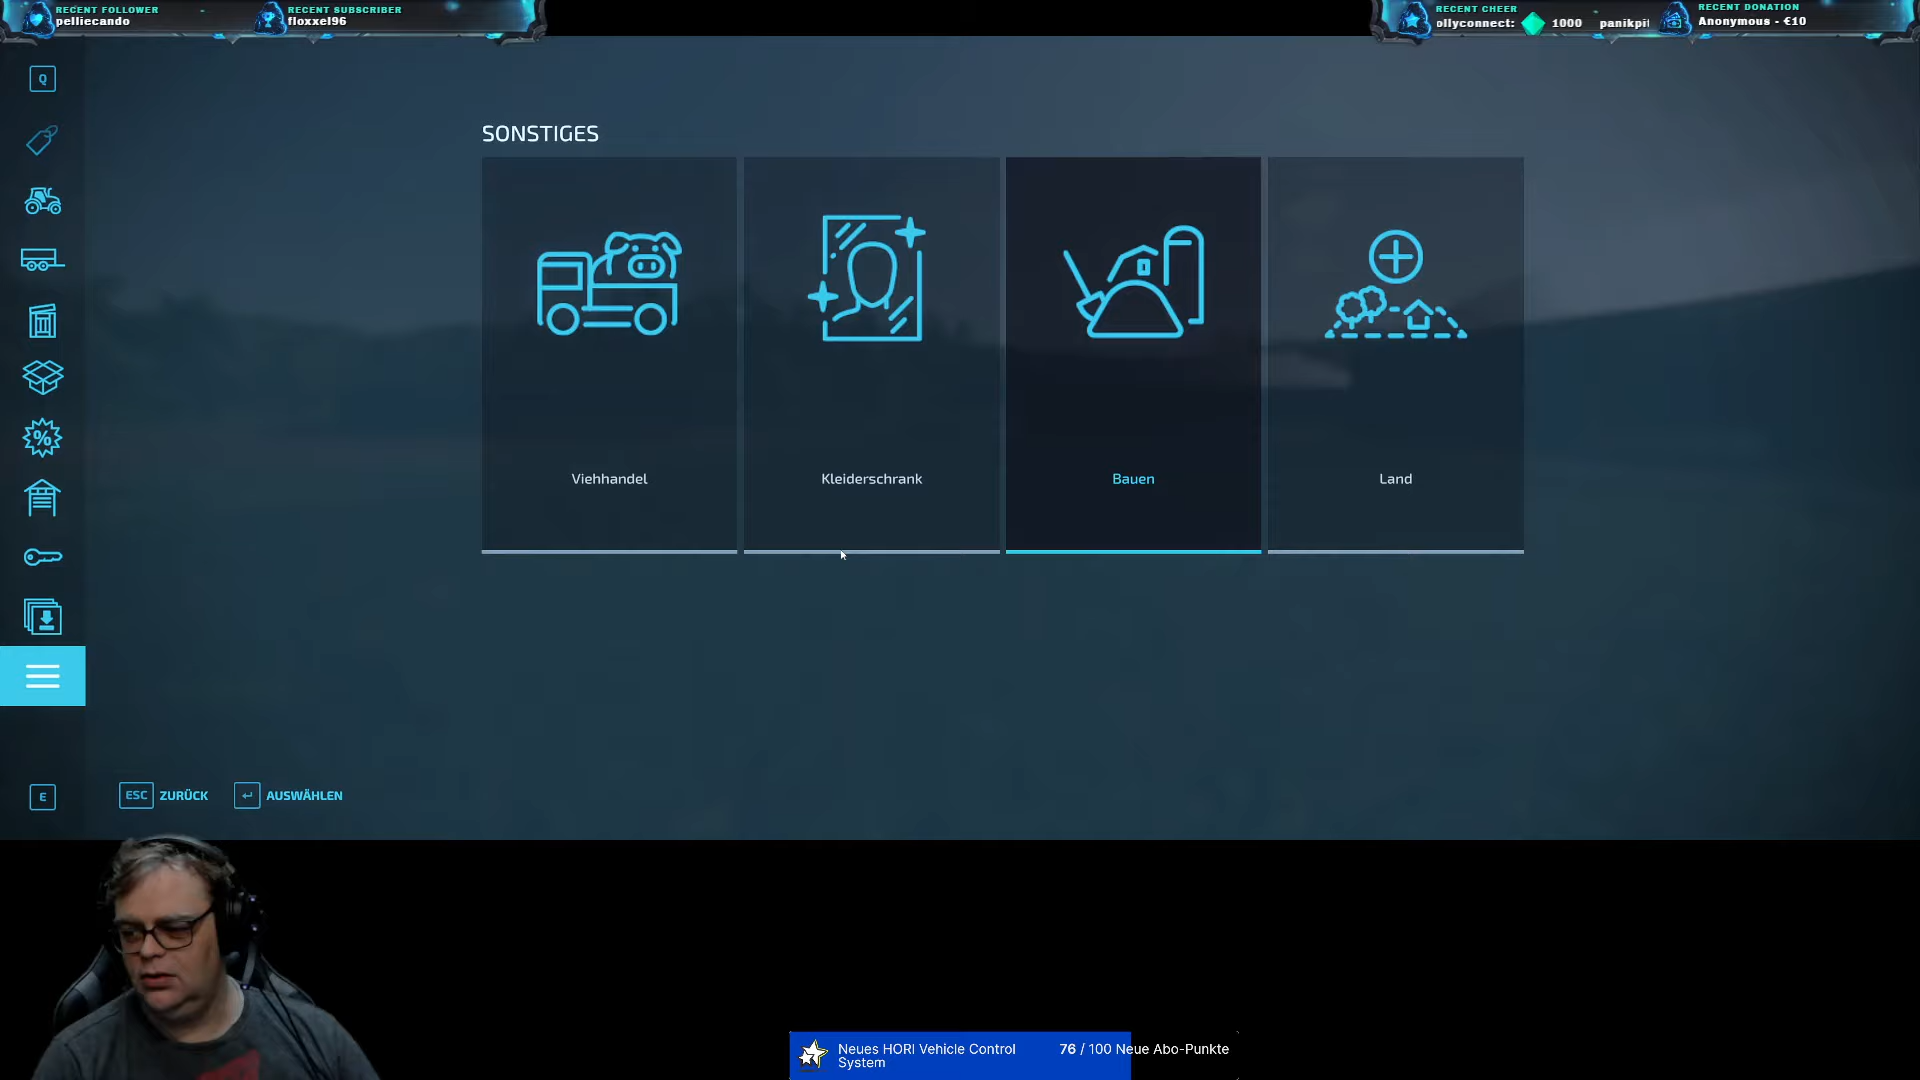 RECENT FOLLOWER
pelliecando
RECENT SUBSCRIBER
floxxel96
RECENT CHEER
ollyconnect: 1000 panikpi
RECENT DONATION
Anonymous - €10
Q
SONSTIGES
%
Viehhandel
Kleiderschrank
Bauen
Land
E
ESC ZURÜCK
AUSWÄHLEN
Neues HORI Vehicle Control
System
76 / 100 Neue Abo-Punkte